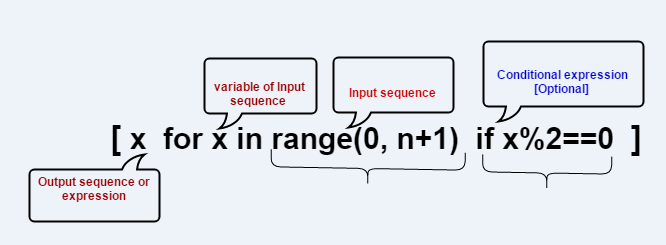 Conditional expression
[Optional]
variable of Input
sequence
Input sequence
[ x for x in range(0, n+1) if x%2==0 ]
Output sequence or
expression